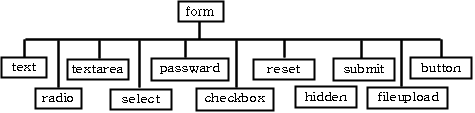 form
text
textarea
passward
reset
submit
button
radio
select
checkbox
hidden
fileupload